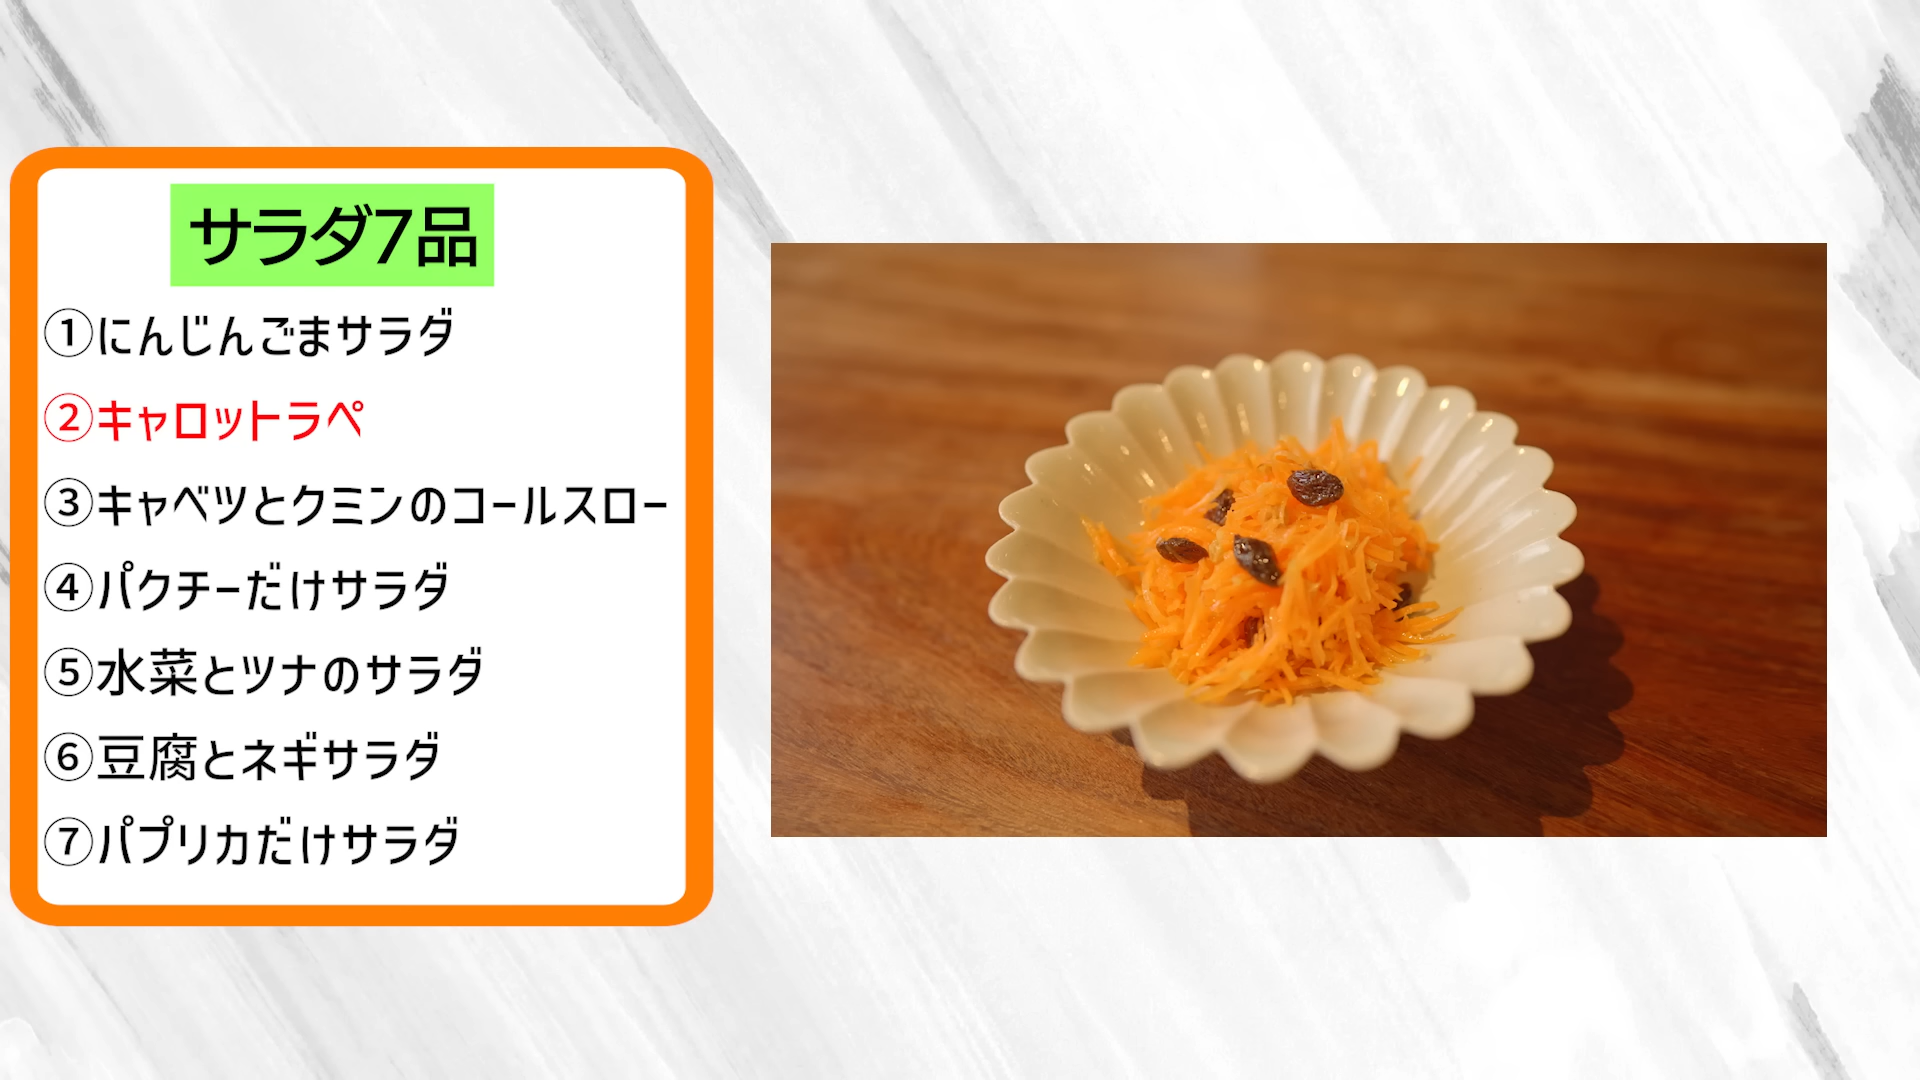 サラダ7品
①にんじんごまサラダ
②キャロットラペ
③キャベツとクミンのコールスロー
④パクチーだけサラダ
⑤水菜とツナのサラダ
⑥豆腐とネギサラダ
⑦パプリカだけサラダ